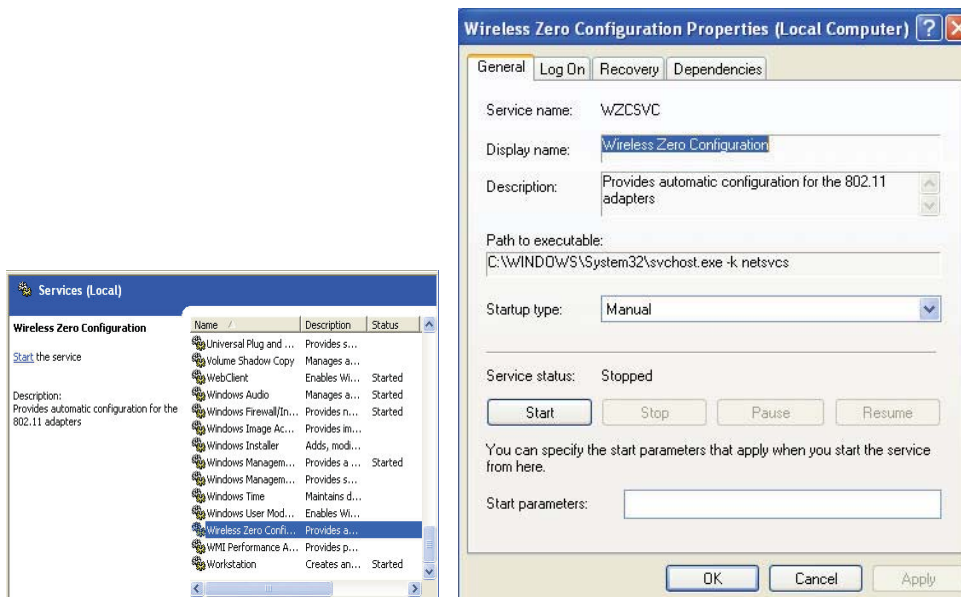 Services (Local)
Wireless Zero Configuration
Start the service
Description:
Provides automatic configuration for the
802.11 adapters
Name Description Status
Universal Plug and ... Provides s...
Volume Shadow Copy Manages a...
WebClient Enables Wi... Started
Windows Audio Manages a... Started
Windows Firewall/In... Provides n... Started
Windows Image Ac... Provides im...
Windows Installer Adds, modi...
Windows Managem... Provides a ... Started
Windows Managem... Provides s...
Windows Time Maintains d...
Windows User Mod... Enables Wi...
Wireless Zero Confi... Provides a...
WMI Performance A... Provides p...
Workstation Creates an... Started
Wireless Zero Configuration Properties (Local Computer)
General Log On Recovery Dependencies
Service name: WZCSVC
Display name: Wireless Zero Configuration
Description: Provides automatic configuration for the 802.11
adapters
Path to executable:
C:\WINDOWS\System32\svchost.exe -k netsvcs
Startup type: Manual
Service status: Stopped
Start Stop Pause Resume
You can specify the start parameters that apply when you start the service
from here.
Start parameters:
OK Cancel Apply